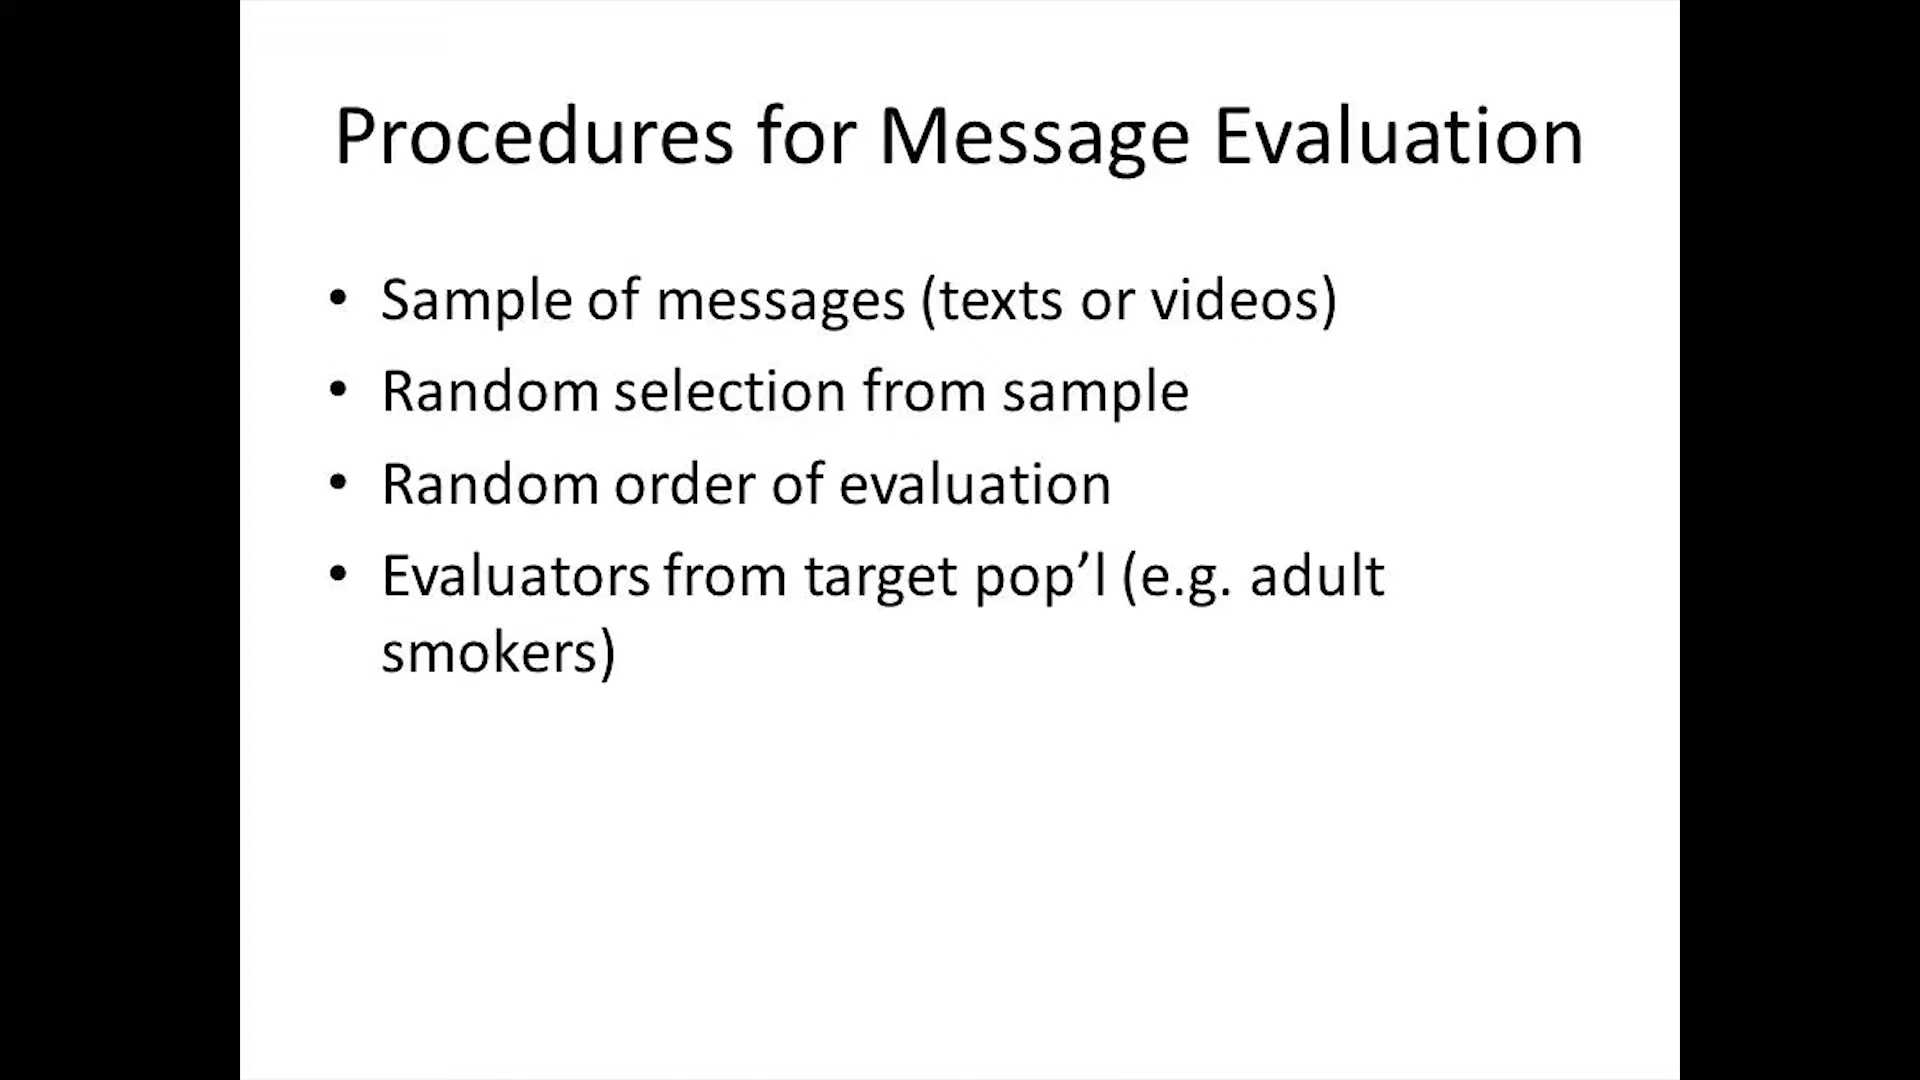 Procedures for Message Evaluation
• Sample of messages (texts or videos)
• Random selection from sample
• Random order of evaluation
• Evaluators from target pop’l (e.g. adult
smokers)